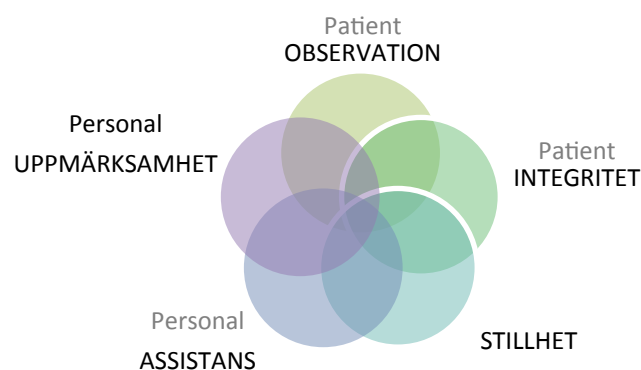 Patient
OBSERVATION
Personal
UPPMÄRKSAMHET
Patient
INTEGRITET
Personal
ASSISTANS
STILLHET